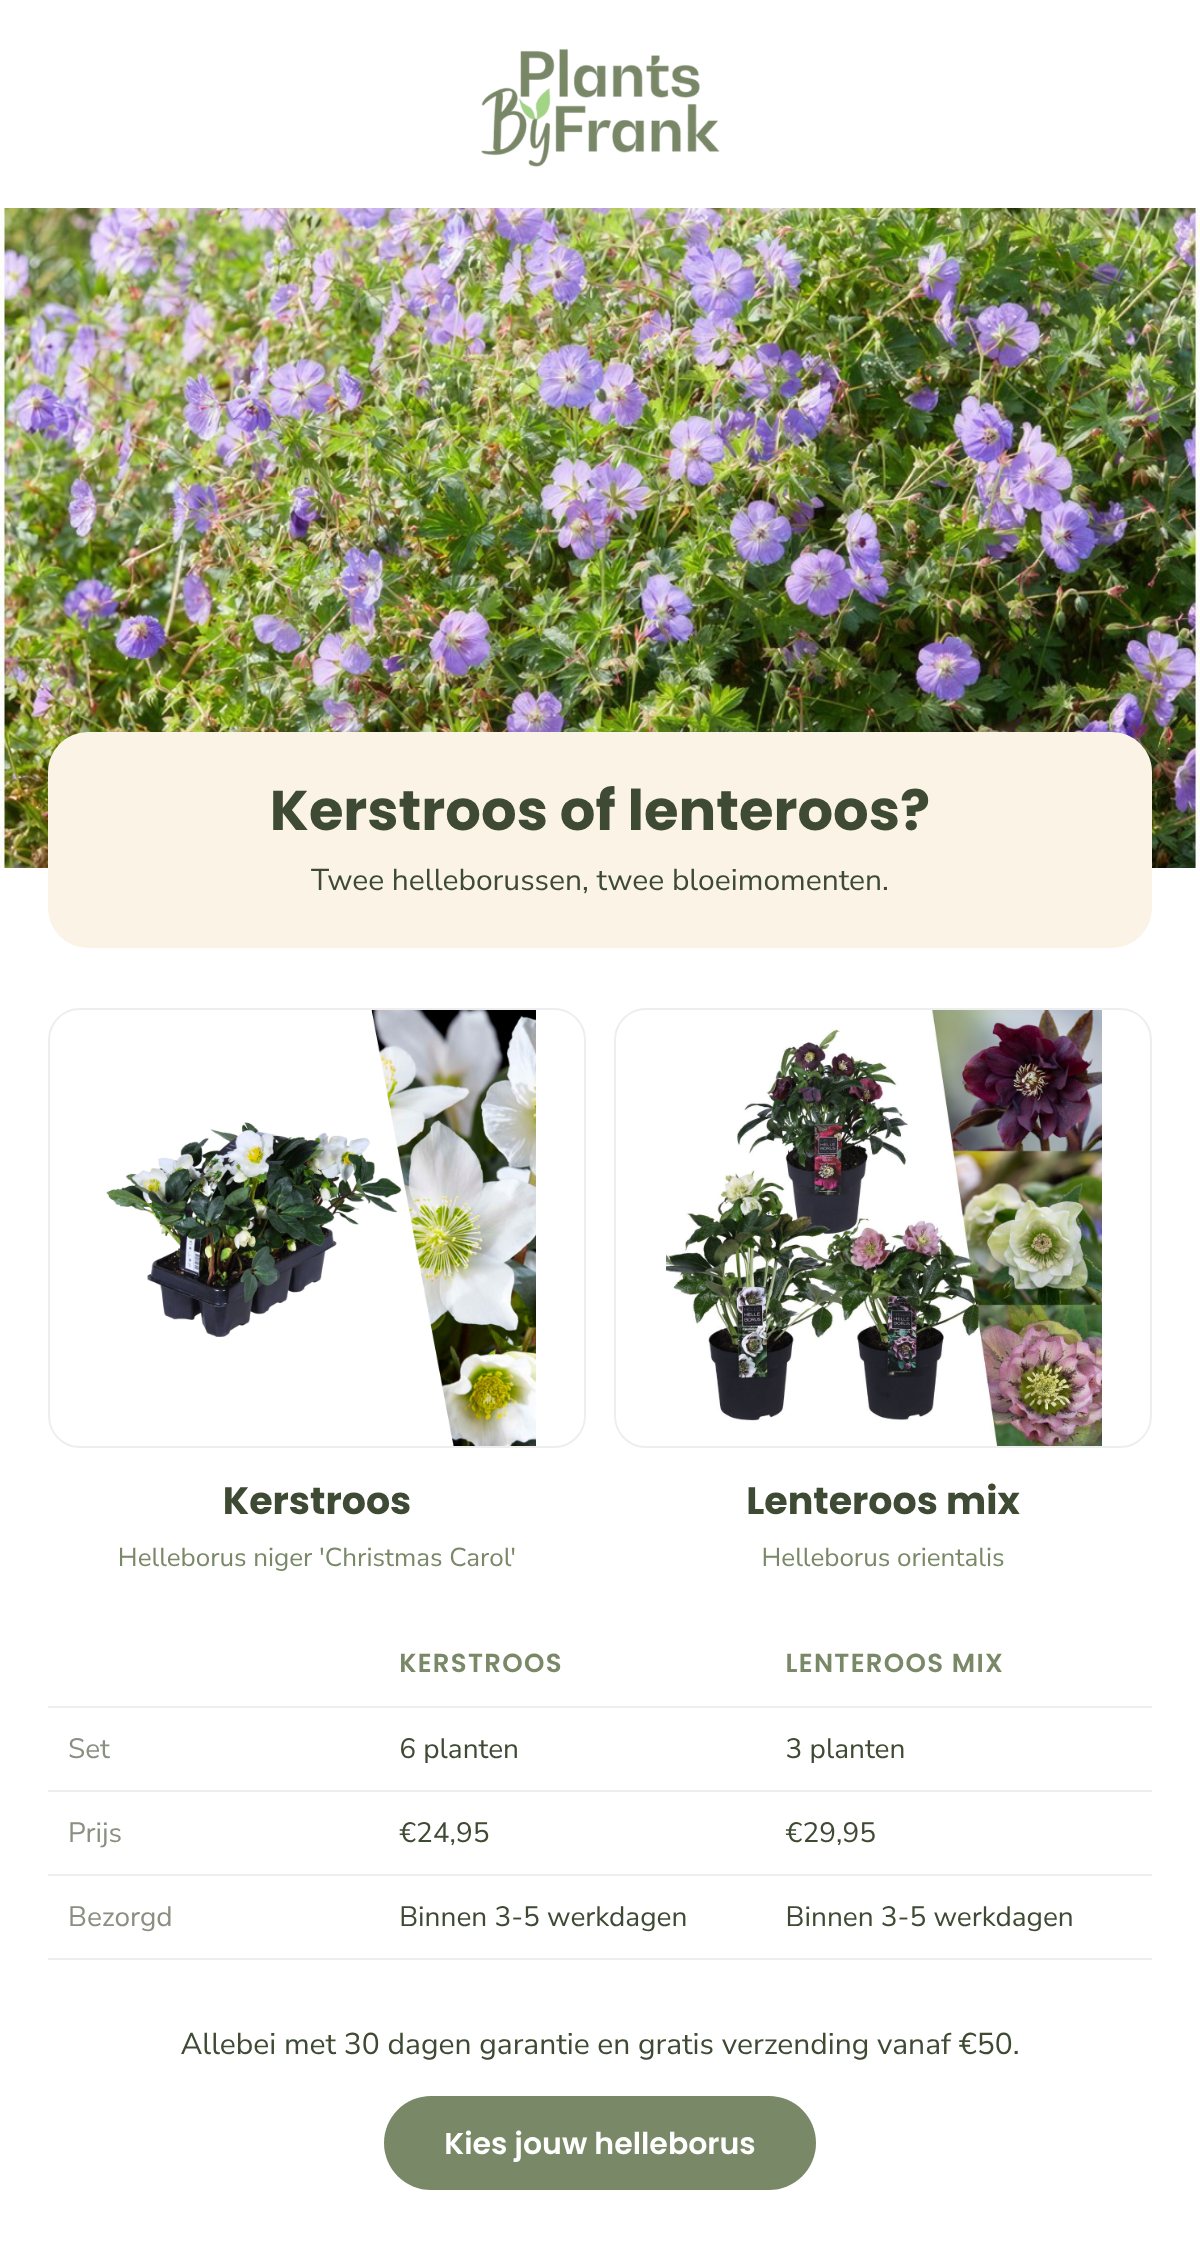 Plants
ByFrank
Kerstroos of lenteroos?
Twee helleborussen, twee bloeimomenten.
Kerstroos
Helleborus niger 'Christmas Carol'
Lenteroos mix
Helleborus orientalis
KERSTROOS LENTEROOS MIX
Set 6 planten 3 planten
Prijs €24,95 €29,95
Bezorgd Binnen 3-5 werkdagen Binnen 3-5 werkdagen
Allebei met 30 dagen garantie en gratis verzending vanaf €50.
Kies jouw helleborus